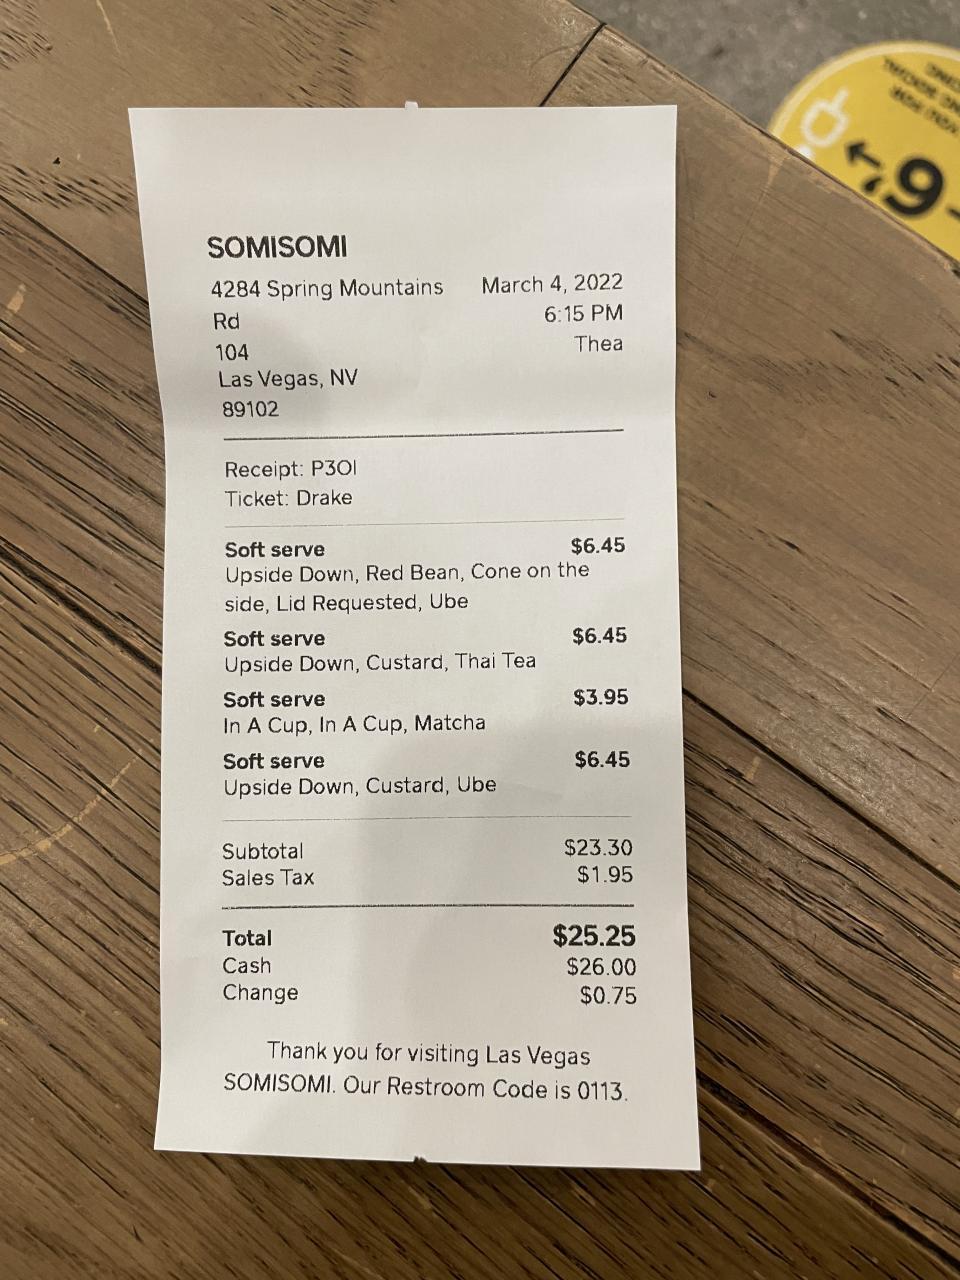 SOMISOMI
4284 Spring Mountains March 4, 2022
Rd 6:15 PM
104 Thea
Las Vegas, NV
89102
Receipt: P3OI
Ticket: Drake
Soft serve $6.45
Upside Down, Red Bean, Cone on the
side, Lid Requested, Ube
Soft serve $6.45
Upside Down, Custard, Thai Tea
Soft serve $3.95
In A Cup, In A Cup, Matcha
Soft serve $6.45
Upside Down, Custard, Ube
Subtotal $23.30
Sales Tax $1.95
Total $25.25
Cash $26.00
Change $0.75
Thank you for visiting Las Vegas
SOMISOMI. Our Restroom Code is 0113.